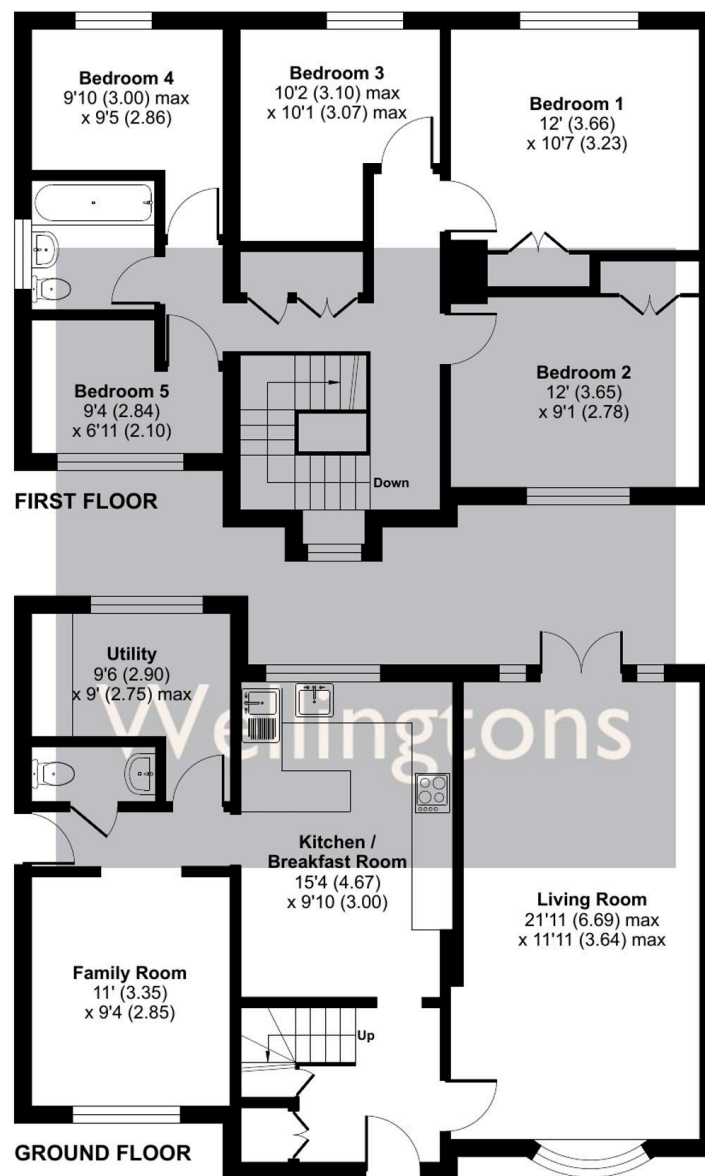 Bedroom 4
9'10 (3.00) max
x 9'5 (2.86)
Bedroom 3
10'2 (3.10) max
x 10'1 (3.07) max
Bedroom 1
12' (3.66)
x 10'7 (3.23)
Bedroom 5
9'4 (2.84)
x 6'11 (2.10)
Bedroom 2
12' (3.65)
x 9'1 (2.78)
Down
FIRST FLOOR
Utility
9'6 (2.90)
x 9' (2.75) max
Wellingtons
Kitchen /
Breakfast Room
15'4 (4.67)
x 9'10 (3.00)
Living Room
21'11 (6.69) max
x 11'11 (3.64) max
Family Room
11' (3.35)
x 9'4 (2.85)
Up
GROUND FLOOR